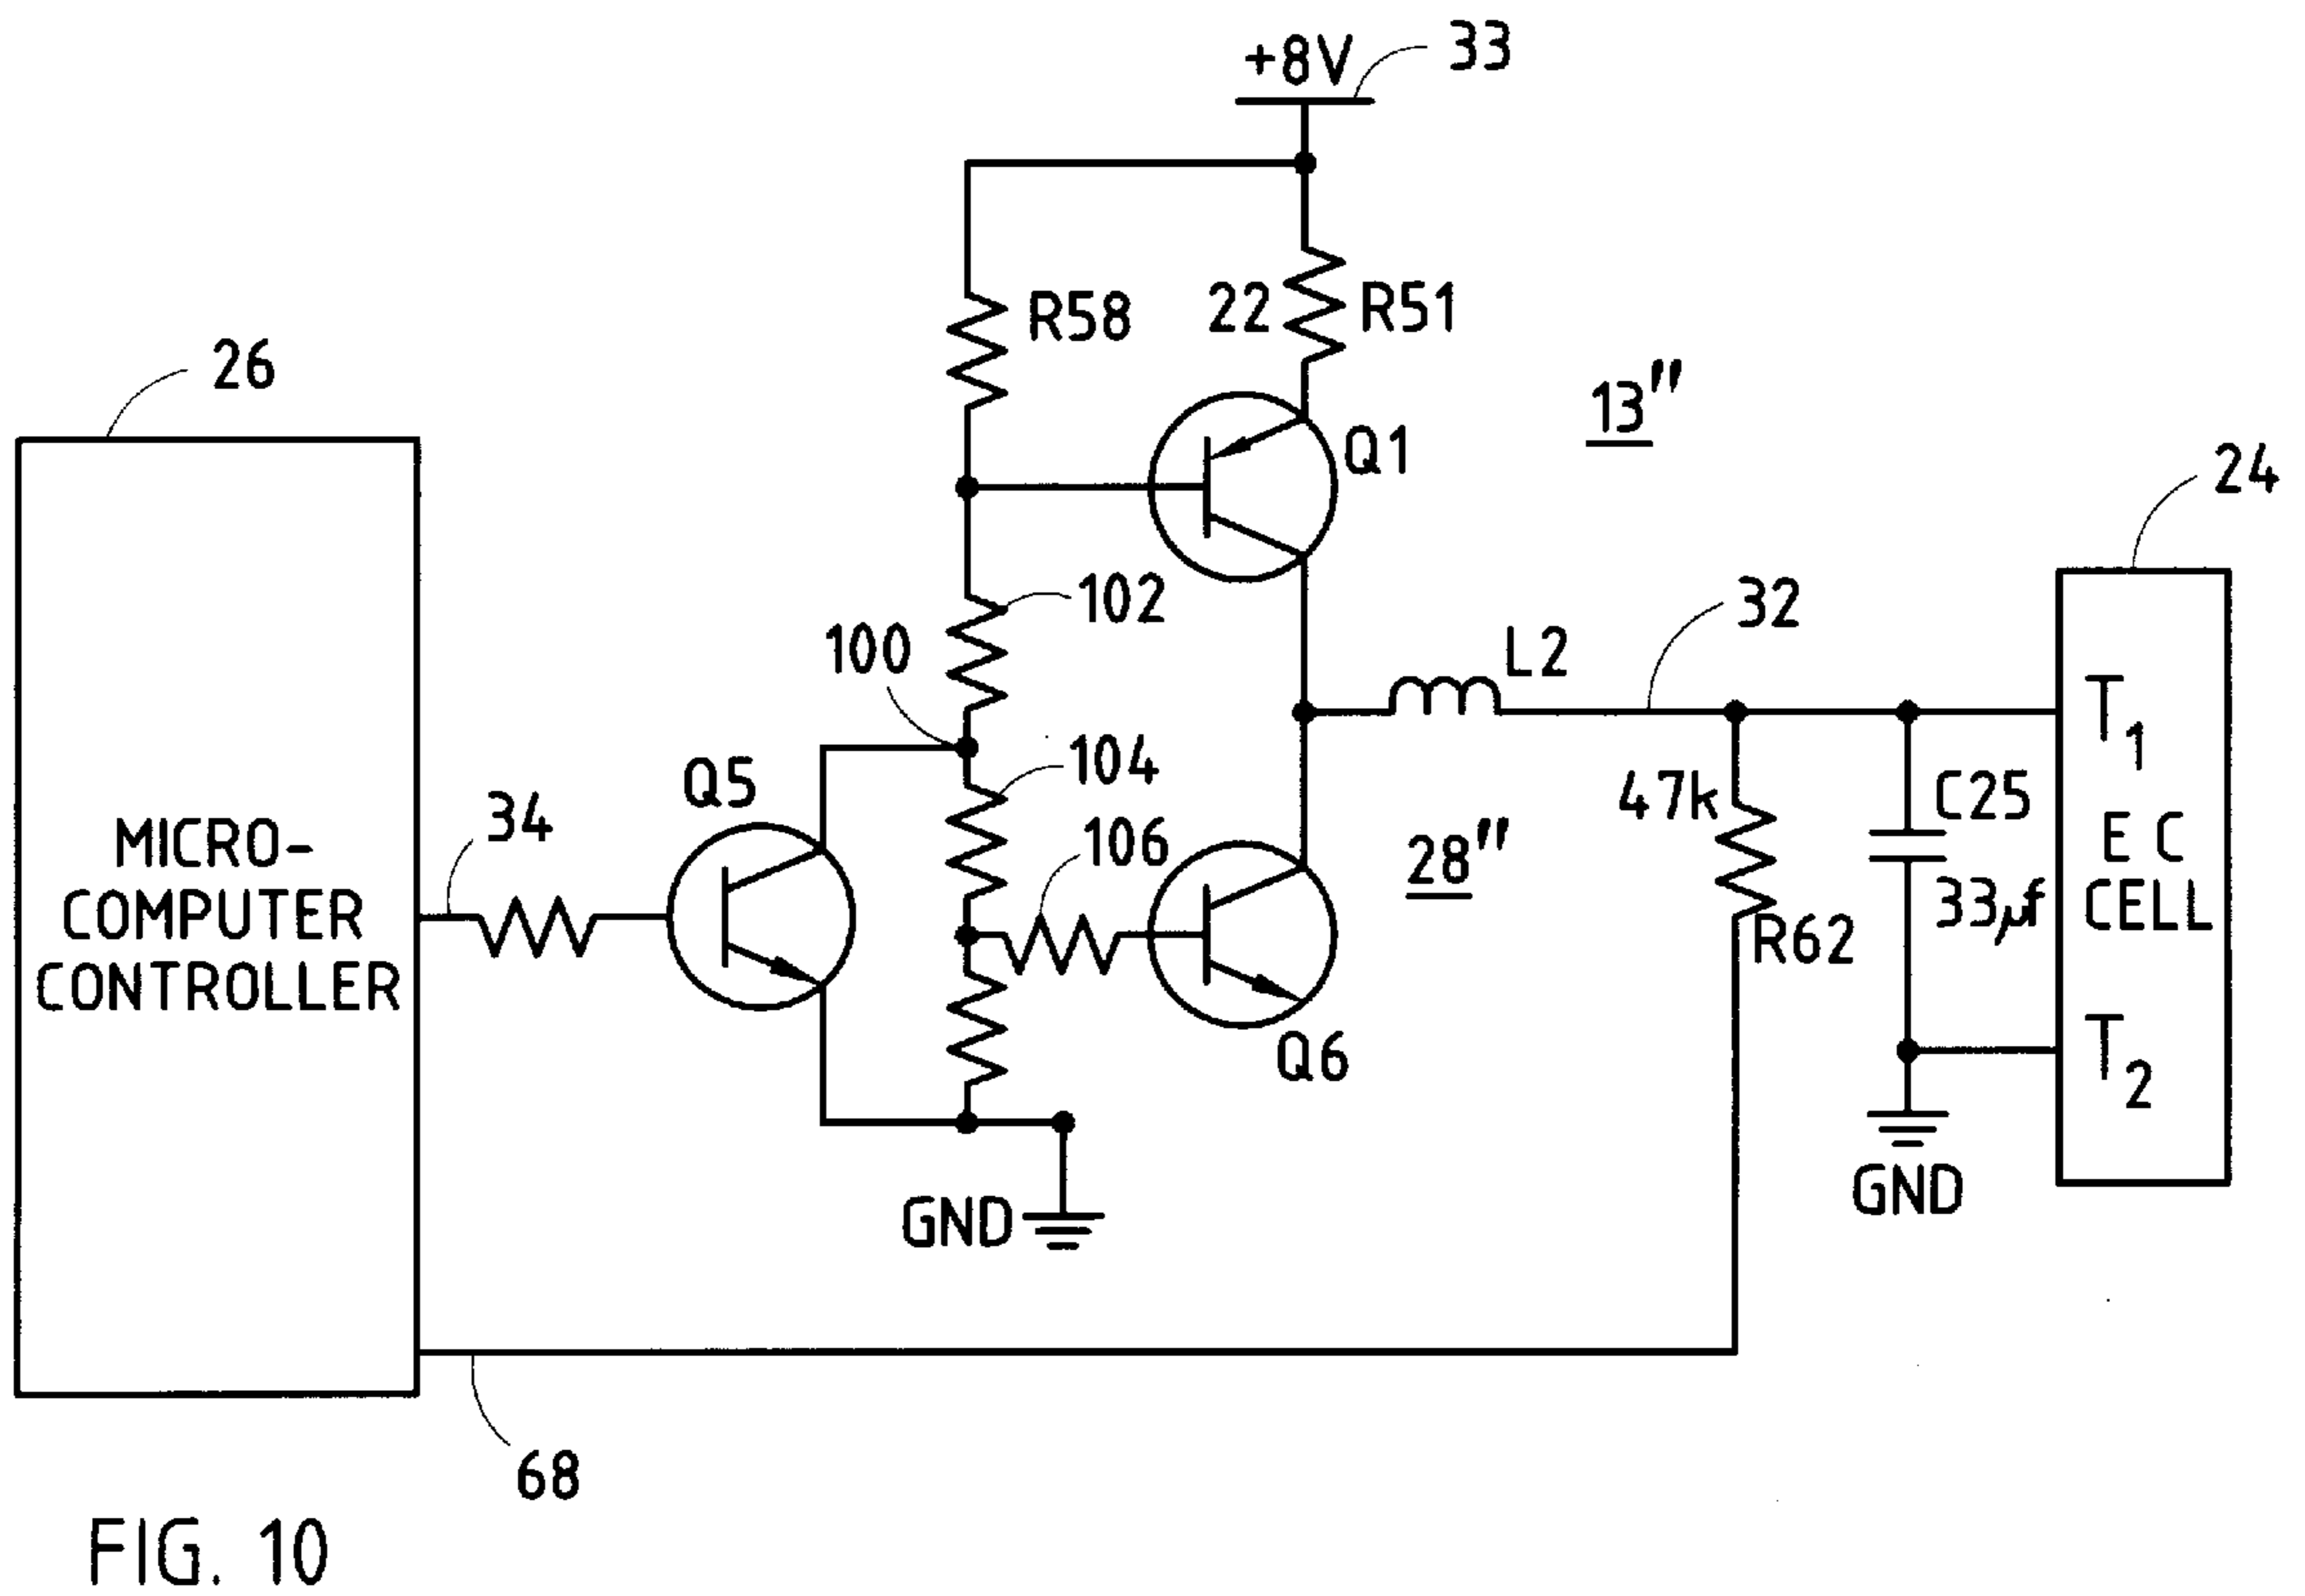 +8V
33
R58
22
R51
26
13"
Q1
24
102
32
100
L2
Q5
104
T1
47k
C25
34
106
28"
MICRO-
COMPUTER
CONTROLLER
E C
CELL
33µf
R62
Q6
T2
GND
GND
68
FIG. 10